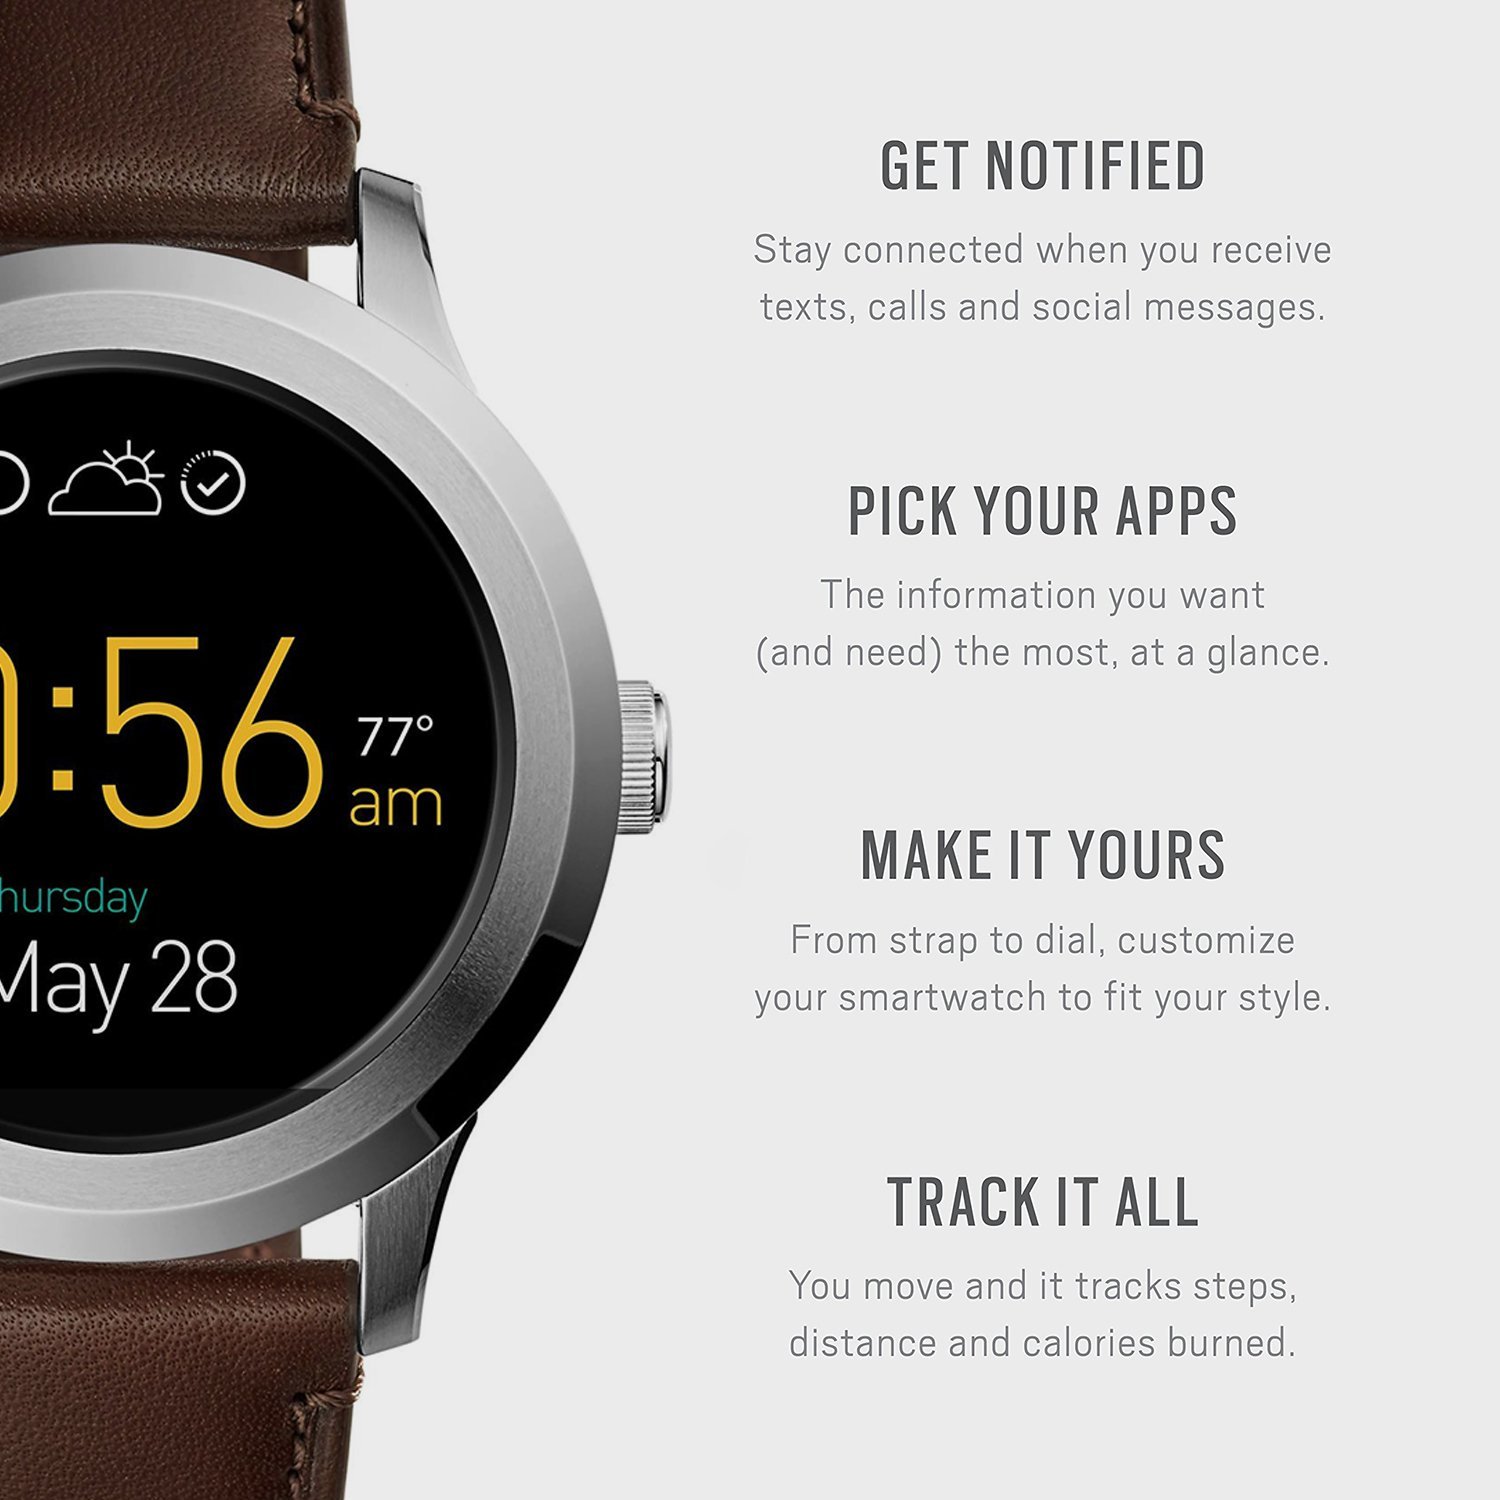 GET NOTIFIED
Stay connected when you receive
texts, calls and social messages.
PICK YOUR APPS
The information you want
(and need) the most, at a glance.
MAKE IT YOURS
From strap to dial, customize
your smartwatch to fit your style.
TRACK IT ALL
You move and it tracks steps,
distance and calories burned.
:56
77°
am
hursday
May 28